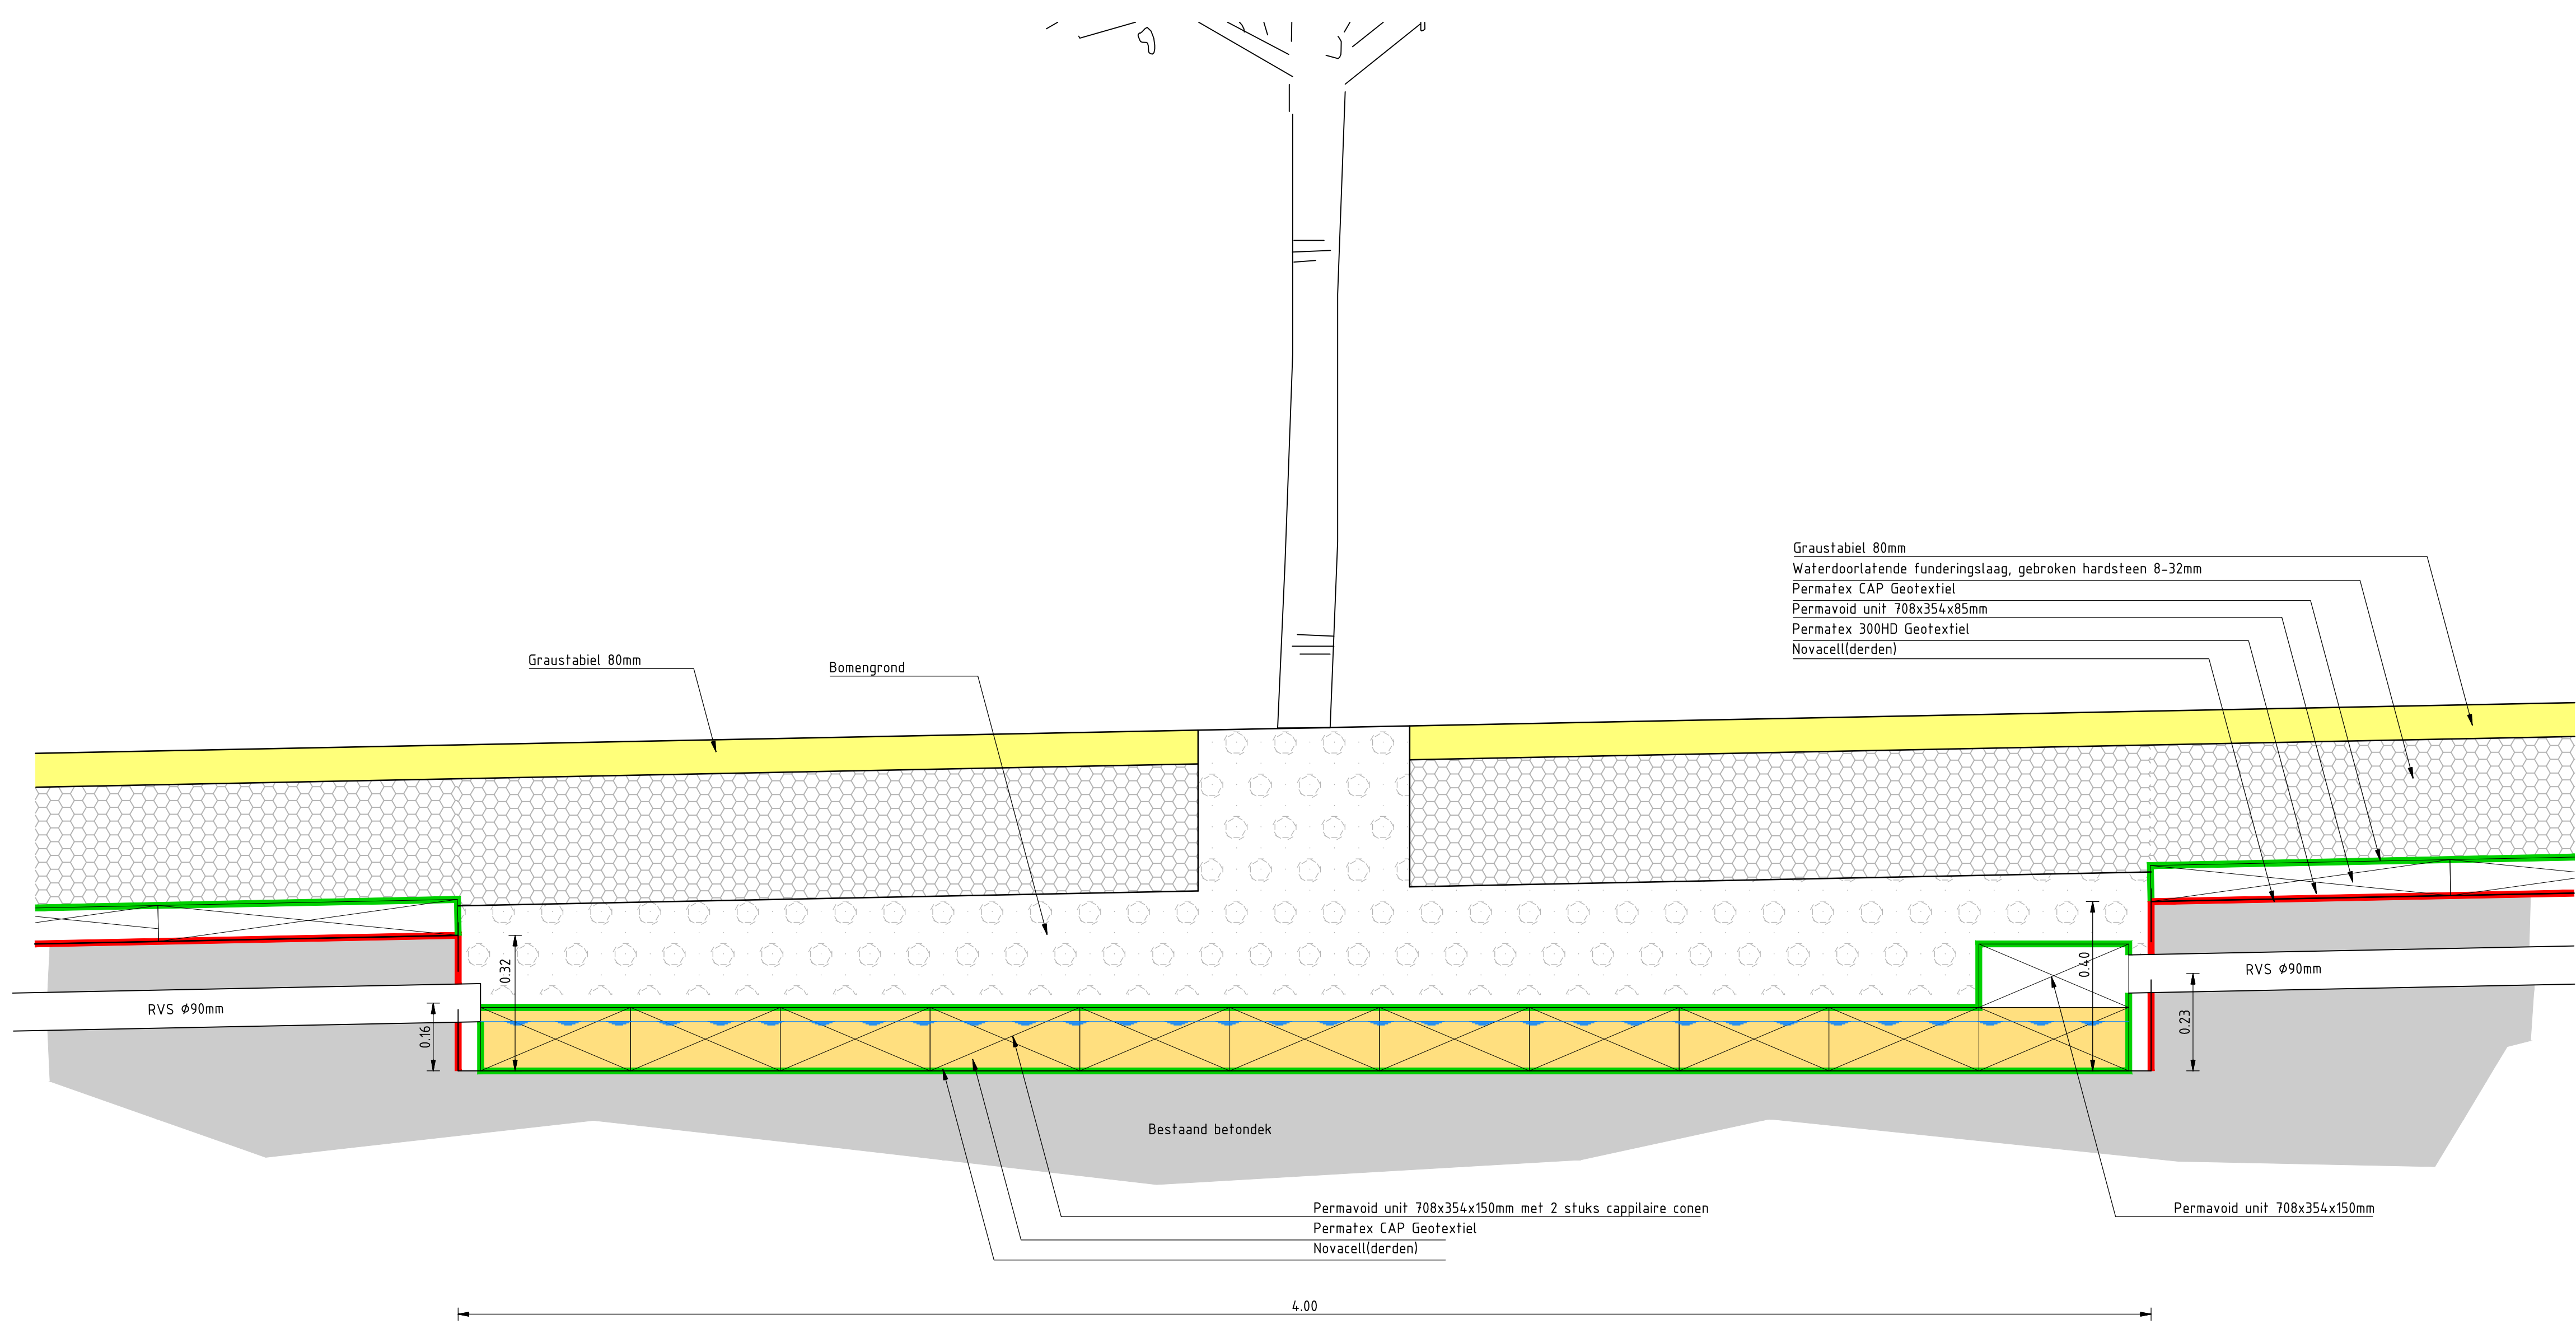 Graustabiel 80mm
Waterdoorlatende funderingslaag, gebroken hardsteen 8-32mm
Permatex CAP Geotextiel
Permavoid unit 708x354x85mm
Permatex 300HD Geotextiel
Novacell(derden)
Graustabiel 80mm
Bomengrond
0.32
0.40
RVS Ø90mm
RVS Ø90mm
0.16
0.23
Bestaand betondek
Permavoid unit 708x354x150mm met 2 stuks cappilaire conen
Permatex CAP Geotextiel
Novacell(derden)
Permavoid unit 708x354x150mm
4.00